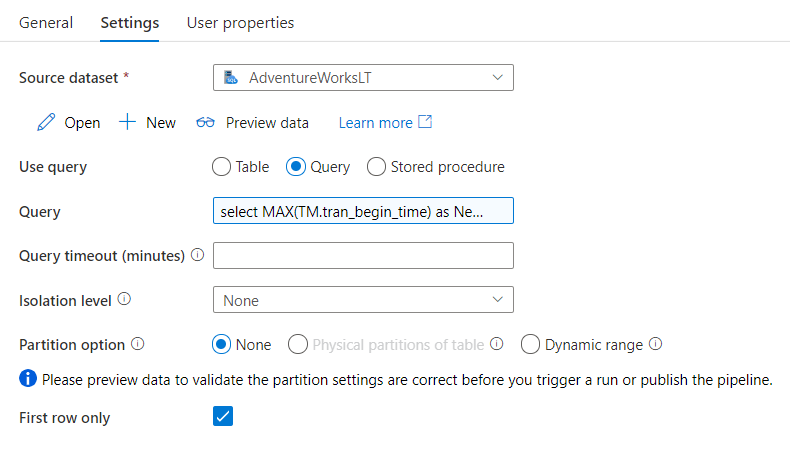 General Settings User properties
Source dataset * AdventureWorksLT
Open New Preview data Learn more
Use query Table Query Stored procedure
Query select MAX(TM.tran_begin_time) as Ne...
Query timeout (minutes)
Isolation level None
Partition option None Physical partitions of table Dynamic range
Please preview data to validate the partition settings are correct before you trigger a run or publish the pipeline.
First row only